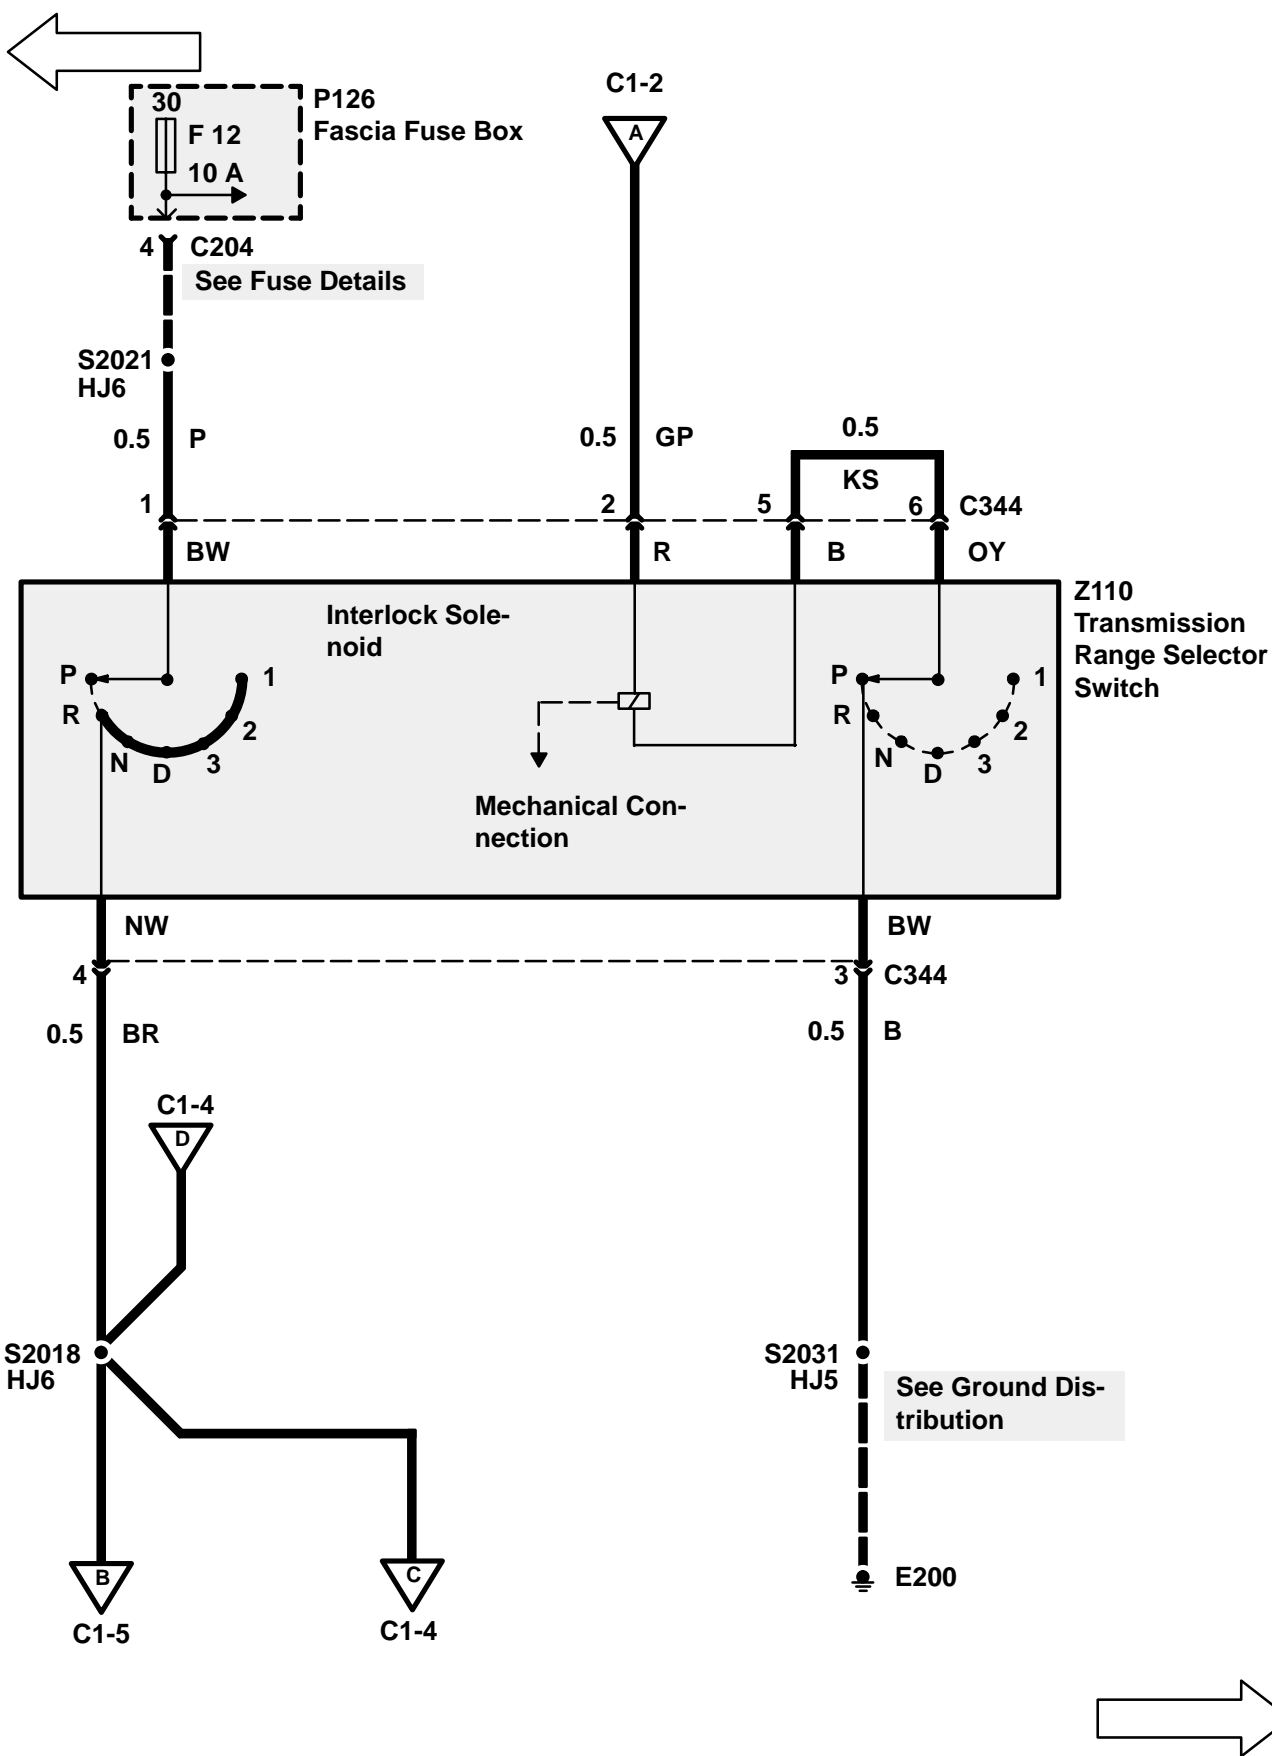 C1-2
A
30
F 12
10 A
P126
Fascia Fuse Box
4
C204
See Fuse Details
S2021
HJ6
0.5
P
0.5
GP
0.5
KS
1
2
5
6
C344
BW
R
B
OY
Z110
Transmission
Range Selector
Switch
Interlock Sole-
noid
P
R
N
D
3
2
1
P
R
N
D
3
2
1
Mechanical Con-
nection
NW
BW
4
3
C344
0.5
BR
0.5
B
C1-4
D
S2018
HJ6
S2031
HJ5
See Ground Dis-
tribution
B
C1-5
C
C1-4
E200